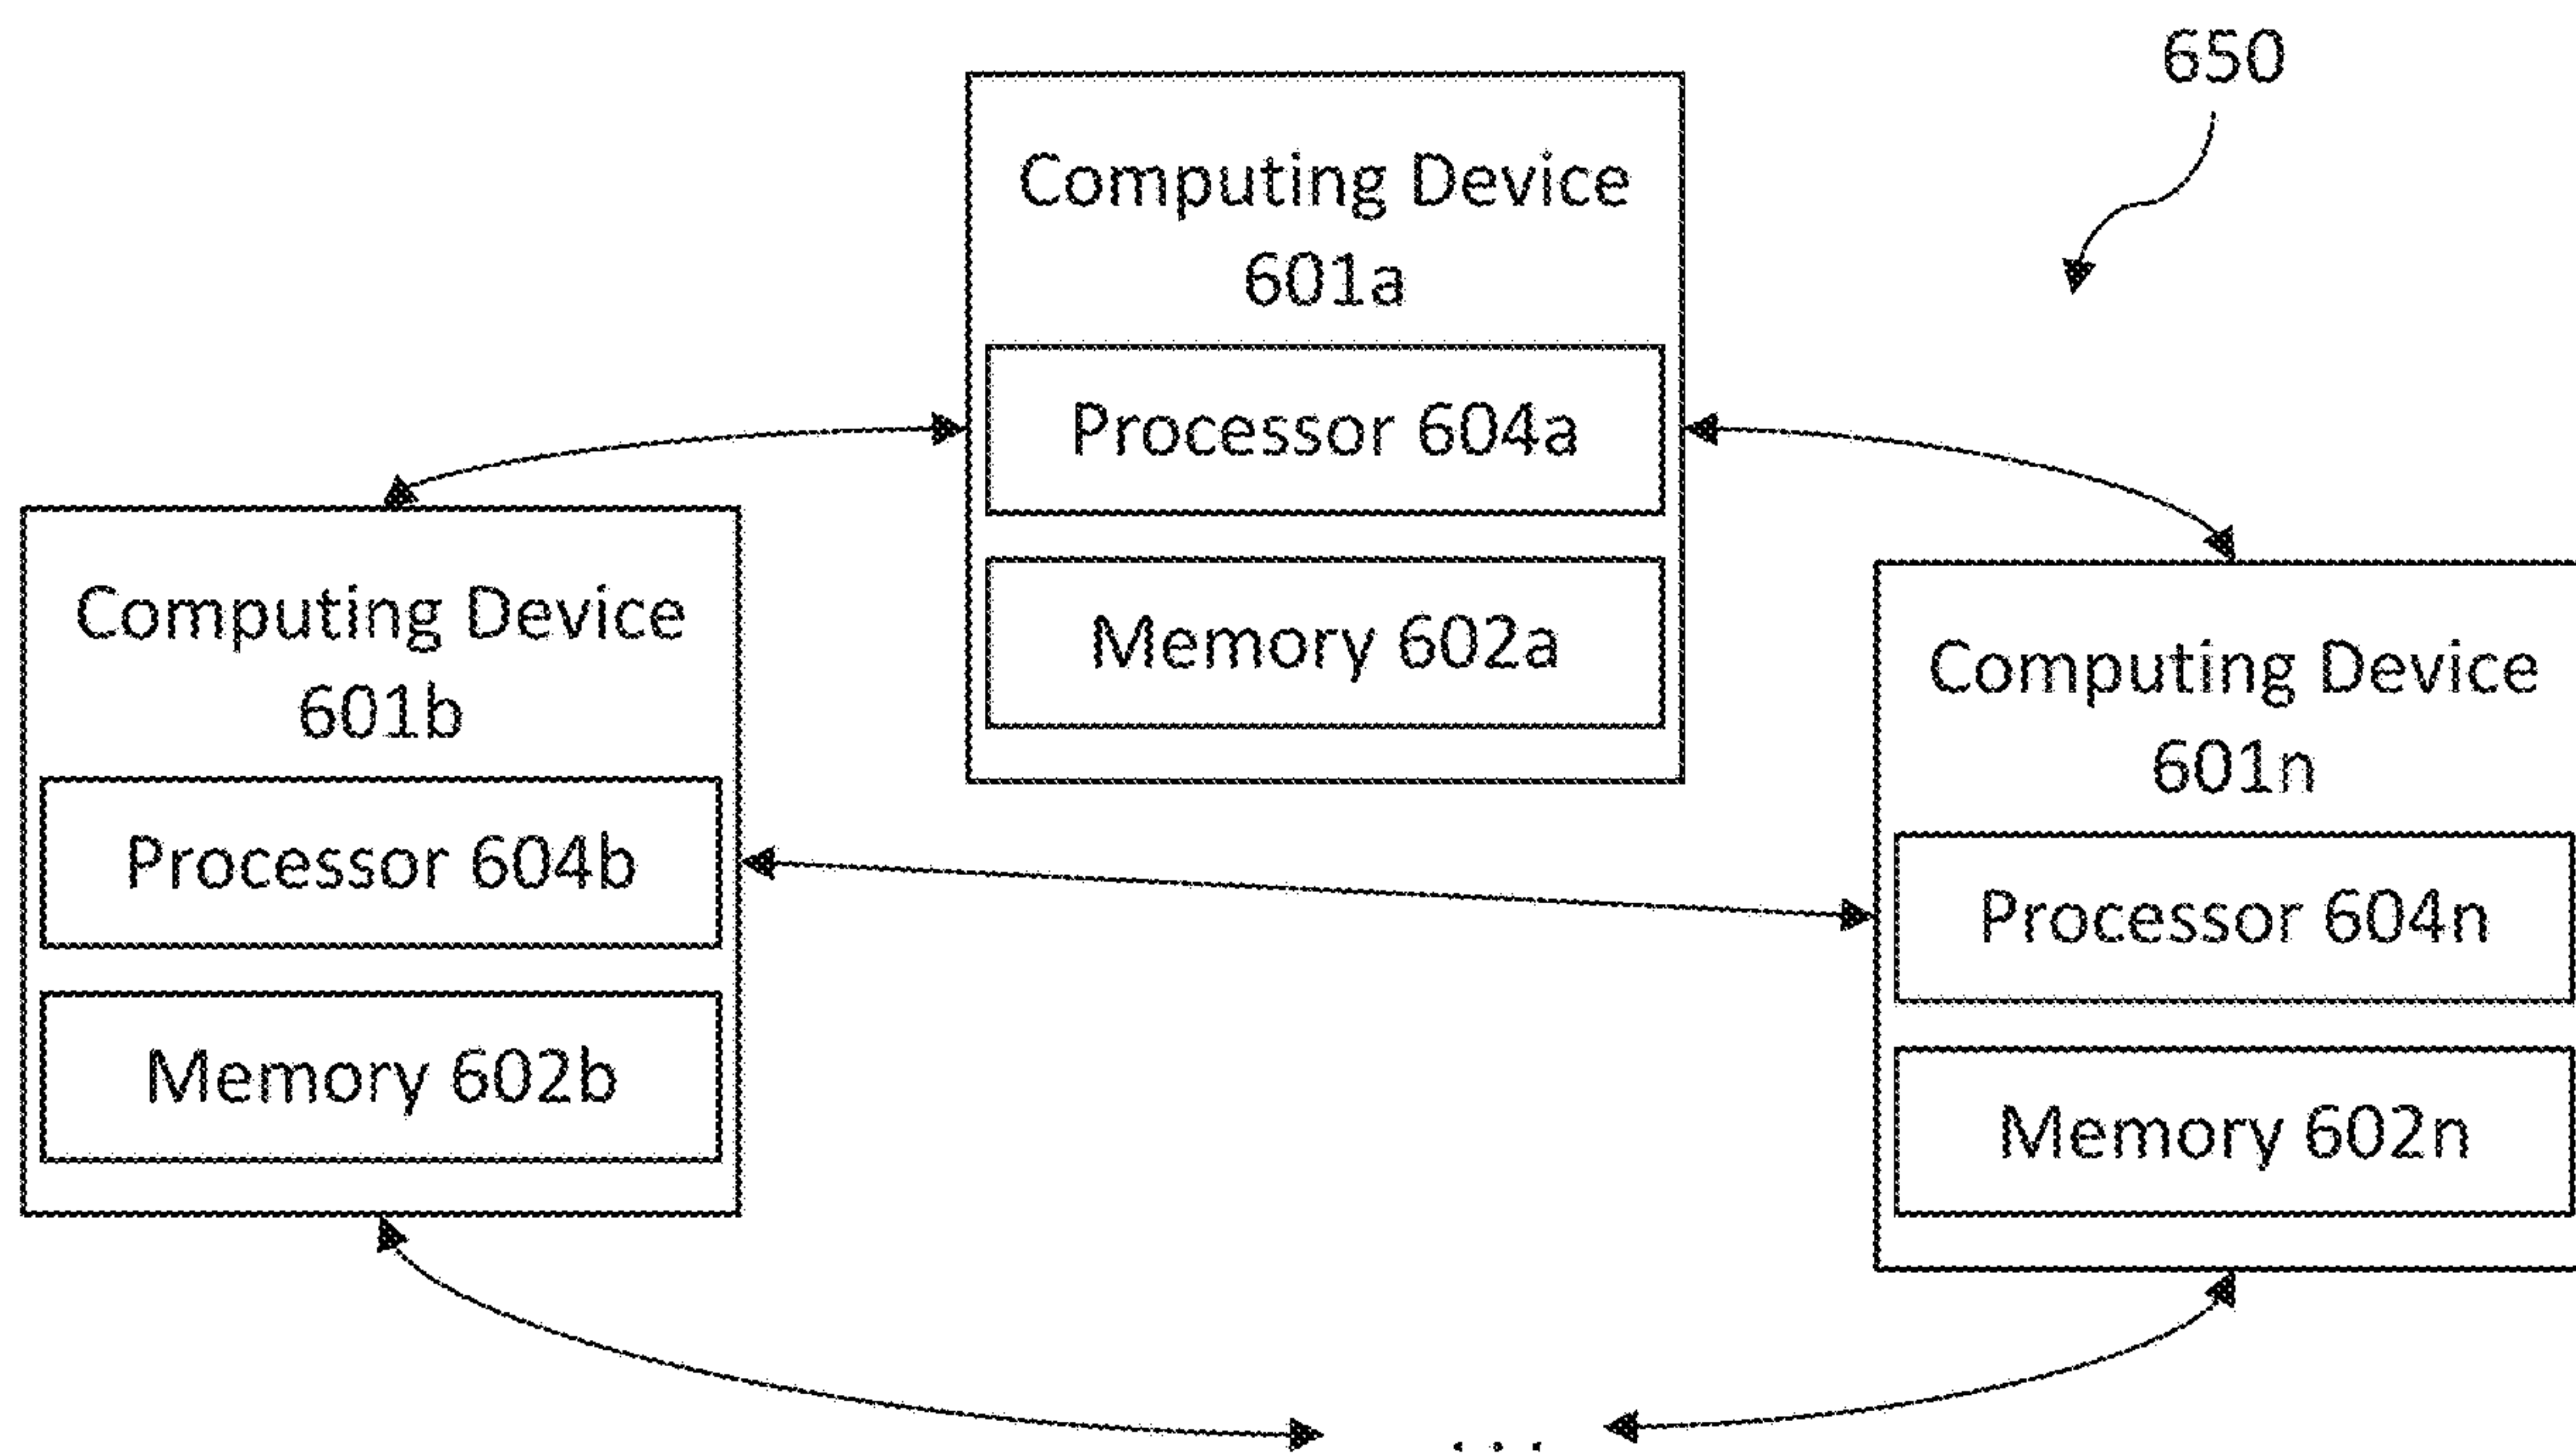 650
Computing Device
601a
Processor 604a
Memory 602a
Computing Device
601b
Processor 604b
Memory 602b
Computing Device
601n
Processor 604n
Memory 602n
...